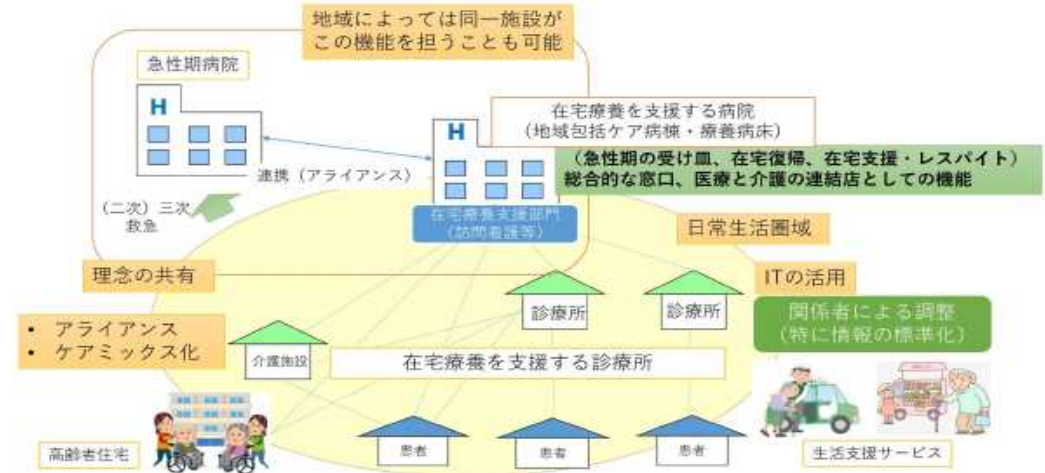 地域によっては同一施設が
この機能を担うことも可能
急性期病院
H
H
在宅療養を支援する病院
（地域包括ケア病棟・療養病床）
（急性期の受け皿、在宅復帰、在宅支援・レスパイト）
総合的な窓口、医療と介護の連結店としての機能
連携（アライアンス）
（二次）三次
救急
在宅療養支援部門
（訪問看護等）
日常生活圏域
理念の共有
ITの活用
診療所
診療所
関係者による調整
（特に情報の標準化）
• アライアンス
• ケアミックス化
介護施設
在宅療養を支援する診療所
高齢者住宅
患者
患者
患者
生活支援サービス